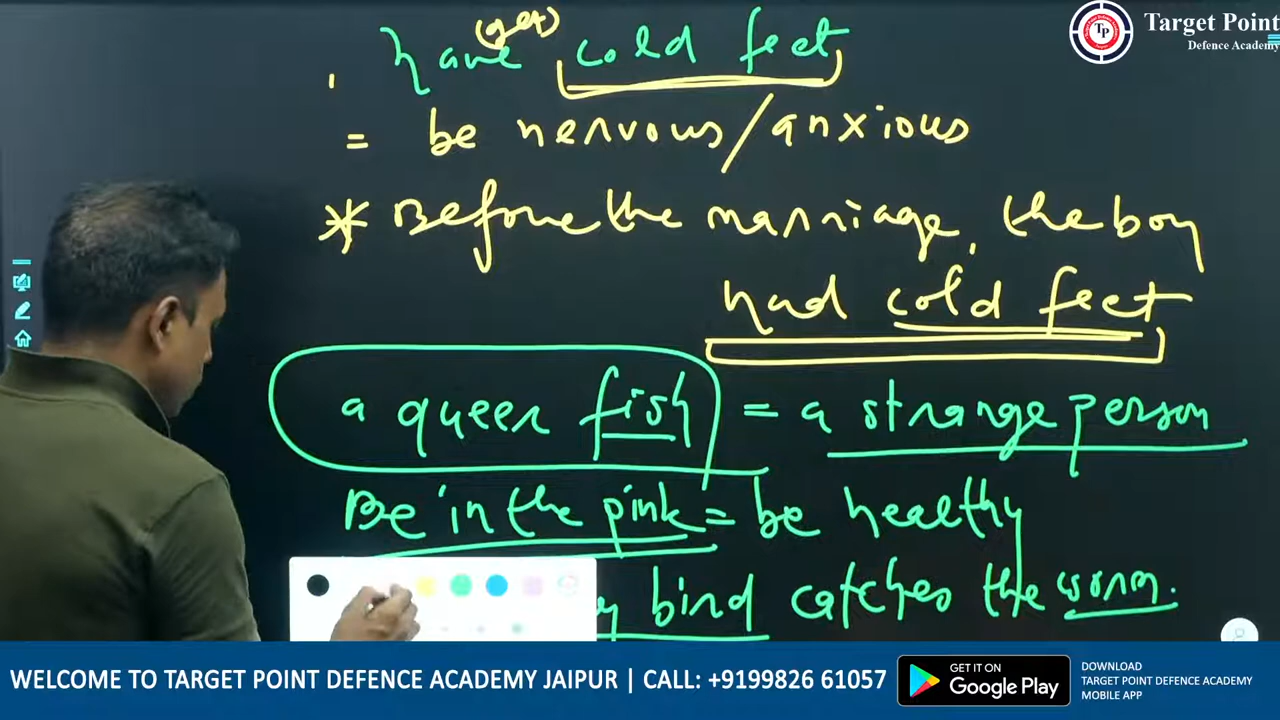 (get)
have cold feet
= be nervous/anxious
* Before the marriage, the boy
had cold feet
a queer fish = a strange person
Be in the pink = be healthy
bird catches the worm.
TP
Target Point
Defence Academy
WELCOME TO TARGET POINT DEFENCE ACADEMY JAIPUR | CALL: +9199826 61057
GET IT ON
Google Play
DOWNLOAD
TARGET POINT DEFENCE ACADEMY
MOBILE APP